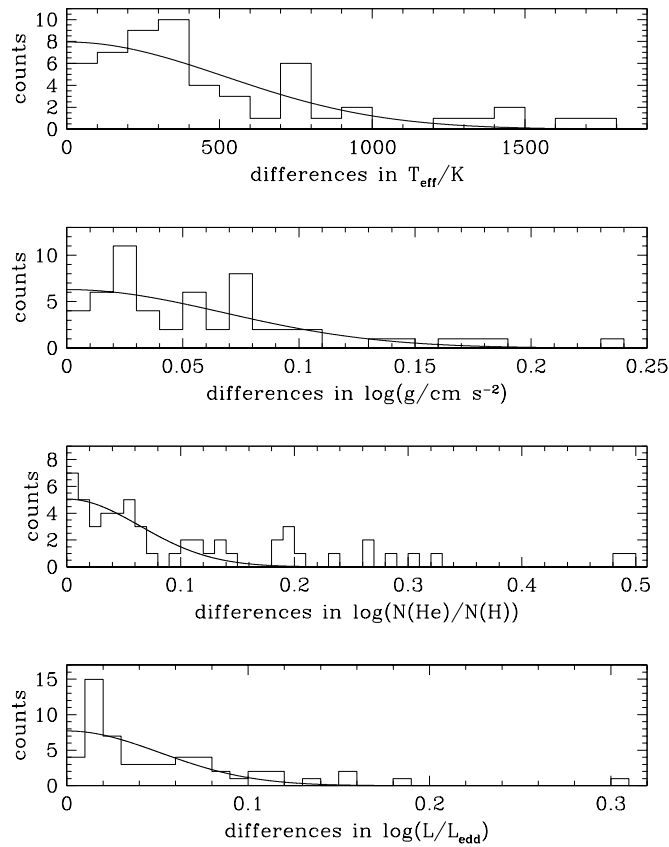 10
8
6
4
2
0
counts
0 500 1000 1500
differences in T_eff/K
10
5
0
counts
0 0.05 0.1 0.15 0.2 0.25
differences in log(g/cm s⁻²)
8
6
4
2
0
counts
0 0.1 0.2 0.3 0.4 0.5
differences in log(N(He)/N(H))
15
10
5
0
counts
0 0.1 0.2 0.3
differences in log(L/L_edd)